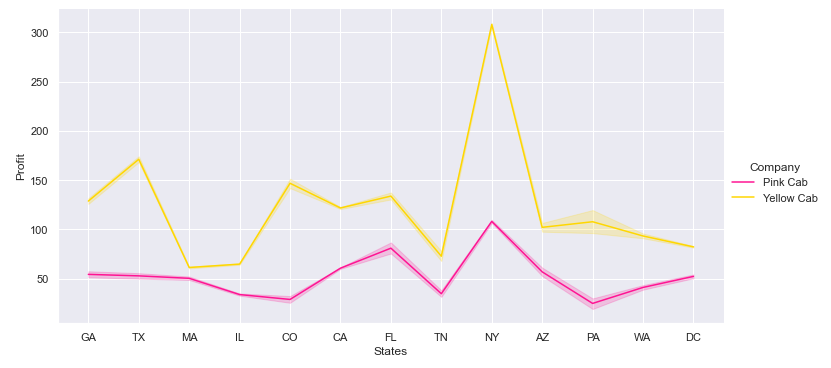 300
250
200
150
100
50
Profit
GA TX MA IL CO CA FL TN NY AZ PA WA DC
States
Company
Pink Cab
Yellow Cab